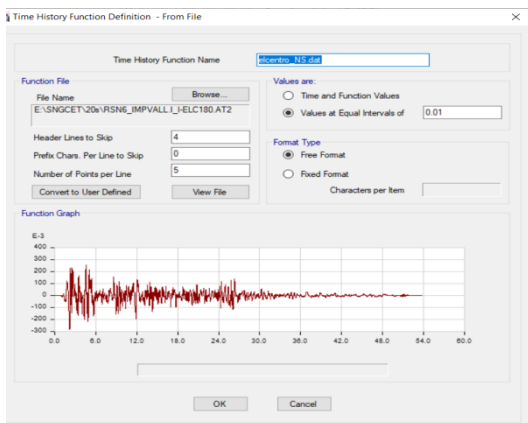 Time History Function Definition - From File
Time History Function Name
elcentro_NS.dat
Function File
File Name
Browse...
E:\SNGCET\20s\RSN6_IMPVALL.I_I-ELC180.AT2
Header Lines to Skip
4
Prefix Chars. Per Line to Skip
0
Number of Points per Line
5
Convert to User Defined
View File
Values are:
Time and Function Values
Values at Equal Intervals of
0.01
Format Type
Free Format
Fixed Format
Characters per Item
Function Graph
E-3
400
300
200
100
0
-100
-200
-300
0.0 6.0 12.0 18.0 24.0 30.0 36.0 42.0 48.0 54.0 60.0
OK
Cancel